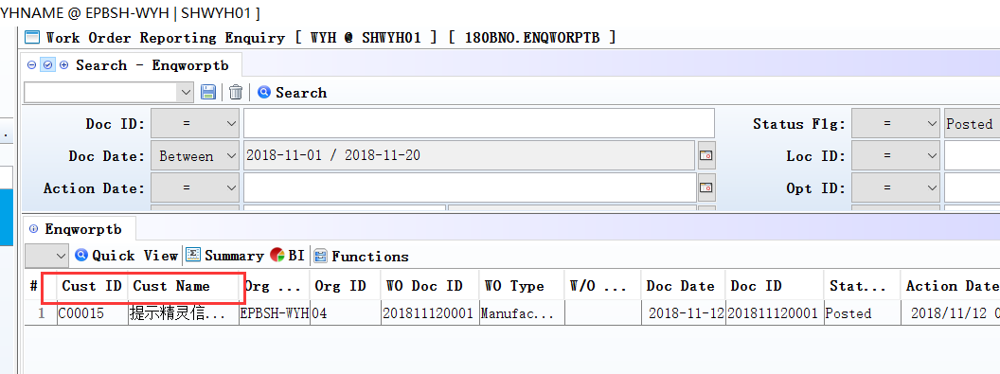 YHNAME @ EPBSH-WYH | SHWYH01 ]
Work Order Reporting Enquiry [ WYH @ SHWYH01 ] [ 180BNO.ENQWORPTB ]
Search - Enqworptb
Search
Doc ID: = Status Flg: = Posted
Doc Date: Between 2018-11-01 / 2018-11-20 Loc ID: =
Action Date: = Opt ID: =
Enqworptb
Quick View Summary BI Functions
# Cust ID Cust Name Org ... Org ID WO Doc ID WO Type W/O ... Doc Date Doc ID Stat... Action Date
1 C00015 提示精灵信... EPBSH-WYH 04 201811120001 Manufac... 2018-11-12 201811120001 Posted 2018/11/12 0